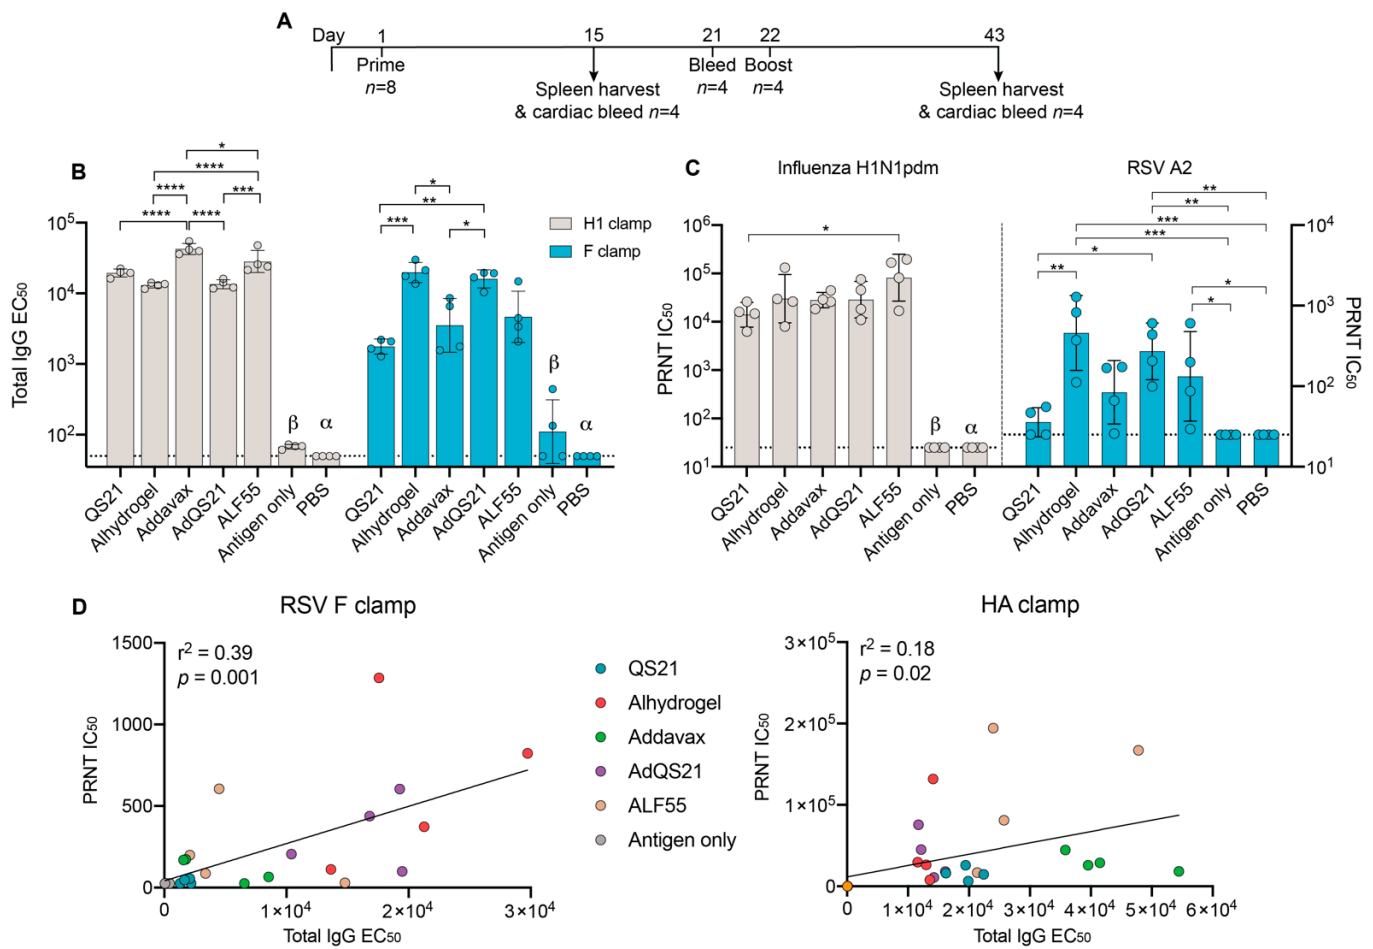 A
Day 1 15 21 22 43
Prime Bleed Boost
n=8 n=4 n=4
Spleen harvest
& cardiac bleed n=4
Spleen harvest
& cardiac bleed n=4
B
* 
****
**** ***
**** ****
*
**
*** *
H1 clamp
F clamp
Total IgG EC50
10^5
10^4
10^3
10^2
β α
β α
QS21 Alhydrogel Addavax AdQS21 ALF55 Antigen only PBS
QS21 Alhydrogel Addavax AdQS21 ALF55 Antigen only PBS
C
Influenza H1N1pdm RSV A2
*
**
**
***
***
*
**
*
*
PRNT IC50
10^6
10^5
10^4
10^3
10^2
10^1
β α
PRNT IC50
10^4
10^3
10^2
10^1
QS21 Alhydrogel Addavax AdQS21 ALF55 Antigen only PBS
QS21 Alhydrogel Addavax AdQS21 ALF55 Antigen only PBS
D
RSV F clamp
r2 = 0.39
p = 0.001
PRNT IC50
1500
1000
500
0
0 1×10^4 2×10^4 3×10^4
Total IgG EC50
QS21
Alhydrogel
Addavax
AdQS21
ALF55
Antigen only
HA clamp
r2 = 0.18
p = 0.02
PRNT IC50
3×10^5
2×10^5
1×10^5
0
0 1×10^4 2×10^4 3×10^4 4×10^4 5×10^4 6×10^4
Total IgG EC50